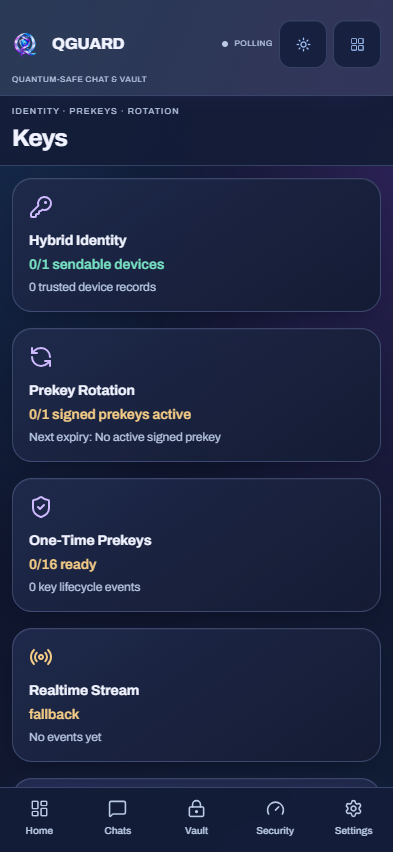 QGUARD
POLLING
QUANTUM-SAFE CHAT & VAULT
IDENTITY · PREKEYS · ROTATION
Keys
Hybrid Identity
0/1 sendable devices
0 trusted device records
Prekey Rotation
0/1 signed prekeys active
Next expiry: No active signed prekey
One-Time Prekeys
0/16 ready
0 key lifecycle events
Realtime Stream
fallback
No events yet
Home
Chats
Vault
Security
Settings